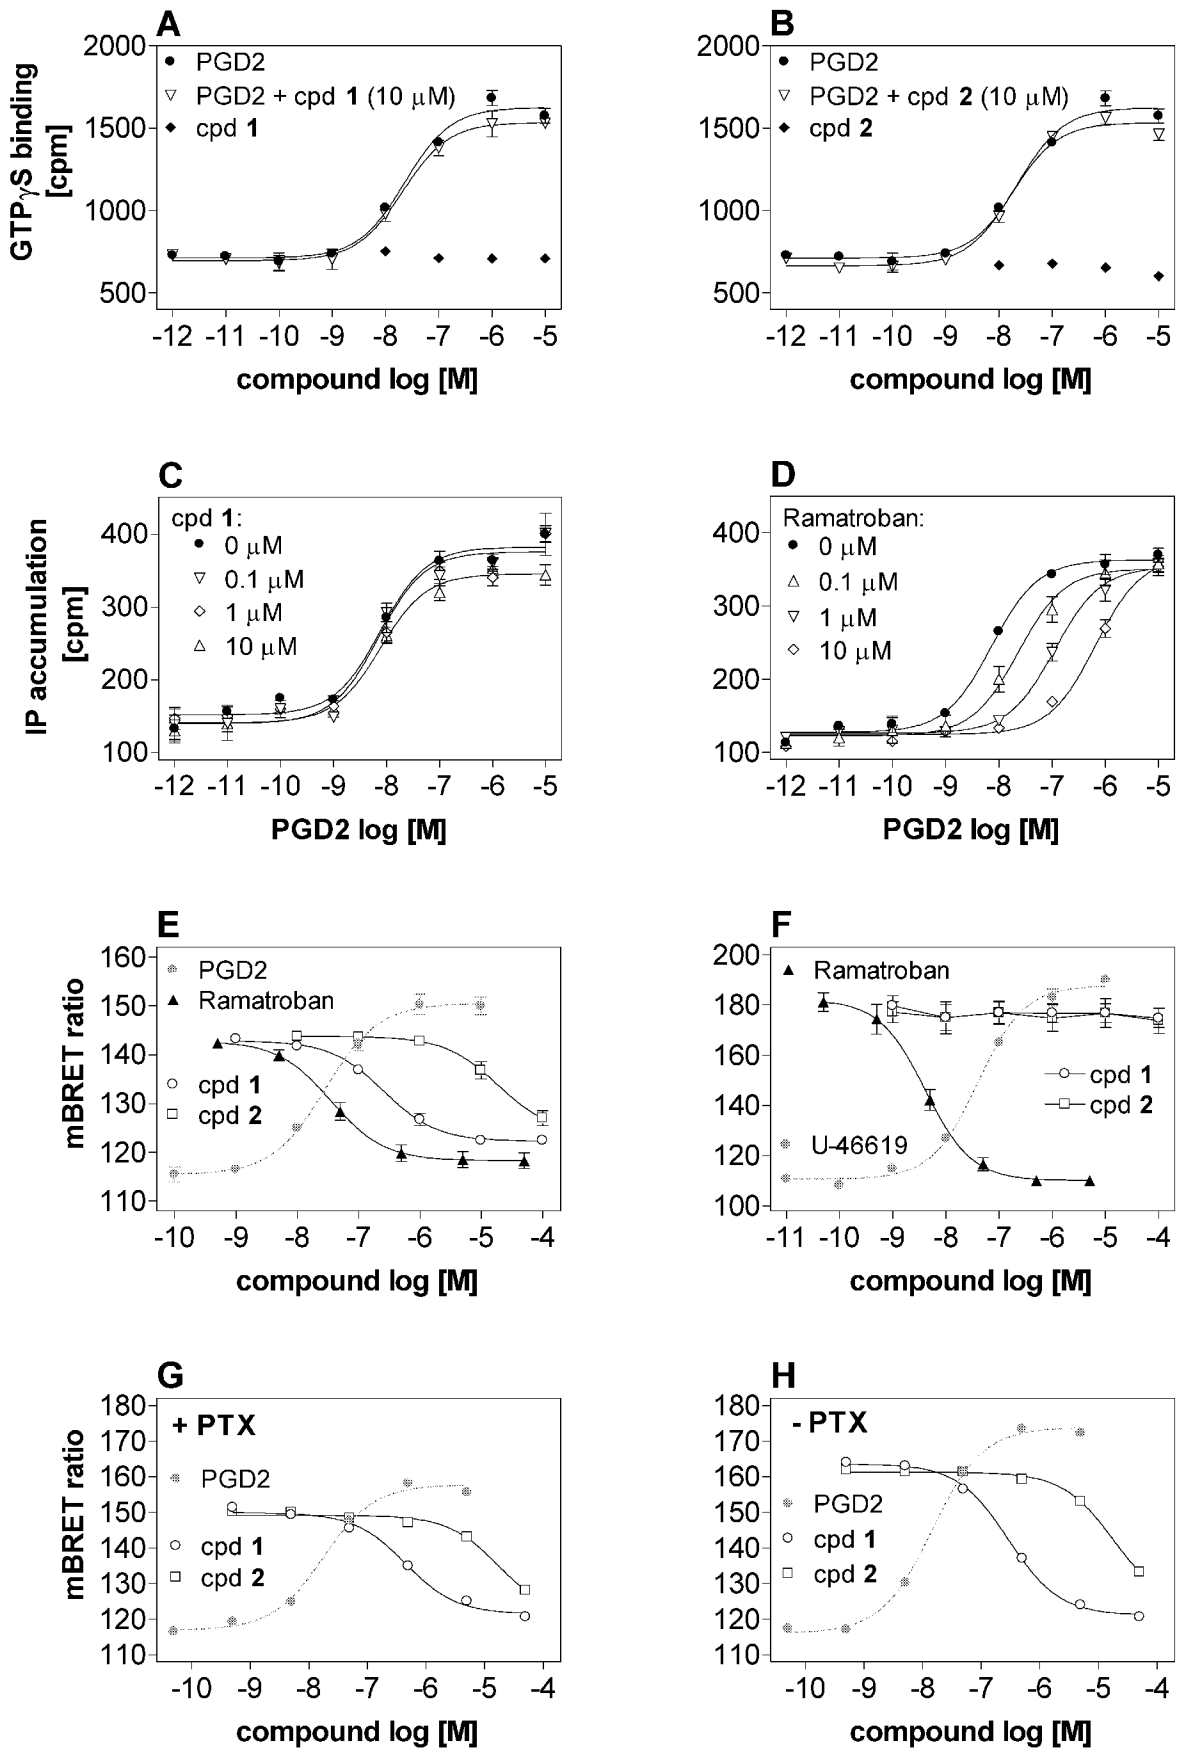 A
GTPγS binding
[cpm]
2000
1500
1000
500
PGD2
PGD2 + cpd 1 (10 μM)
cpd 1
-12 -11 -10 -9 -8 -7 -6 -5
compound log [M]
B
2000
1500
1000
500
PGD2
PGD2 + cpd 2 (10 μM)
cpd 2
-12 -11 -10 -9 -8 -7 -6 -5
compound log [M]
C
IP accumulation
[cpm]
400
300
200
100
cpd 1:
0 μM
0.1 μM
1 μM
10 μM
-12 -11 -10 -9 -8 -7 -6 -5
PGD2 log [M]
D
400
300
200
100
Ramatroban:
0 μM
0.1 μM
1 μM
10 μM
-12 -11 -10 -9 -8 -7 -6 -5
PGD2 log [M]
E
mBRET ratio
160
150
140
130
120
110
PGD2
Ramatroban
cpd 1
cpd 2
-10 -9 -8 -7 -6 -5 -4
compound log [M]
F
200
180
160
140
120
100
Ramatroban
cpd 1
cpd 2
U-46619
-11 -10 -9 -8 -7 -6 -5 -4
compound log [M]
G
mBRET ratio
180
170
160
150
140
130
120
110
+ PTX
PGD2
cpd 1
cpd 2
-10 -9 -8 -7 -6 -5 -4
compound log [M]
H
180
170
160
150
140
130
120
110
- PTX
PGD2
cpd 1
cpd 2
-10 -9 -8 -7 -6 -5 -4
compound log [M]